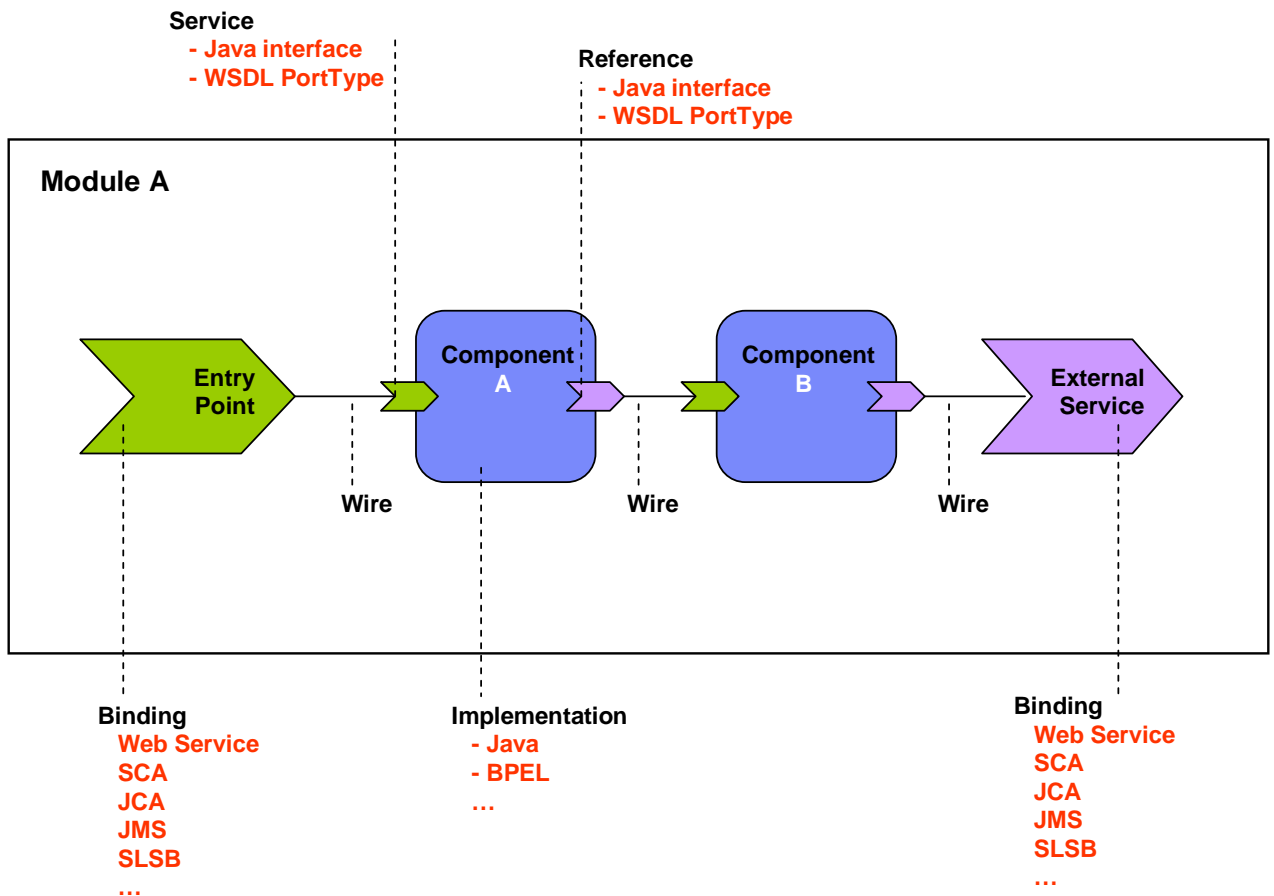 Service
- Java interface
- WSDL PortType
Reference
- Java interface
- WSDL PortType
Module A
Entry
Point
Component
A
Component
B
External
Service
Wire
Wire
Wire
Binding
Web Service
SCA
JCA
JMS
SLSB
…
Implementation
- Java
- BPEL
…
Binding
Web Service
SCA
JCA
JMS
SLSB
…